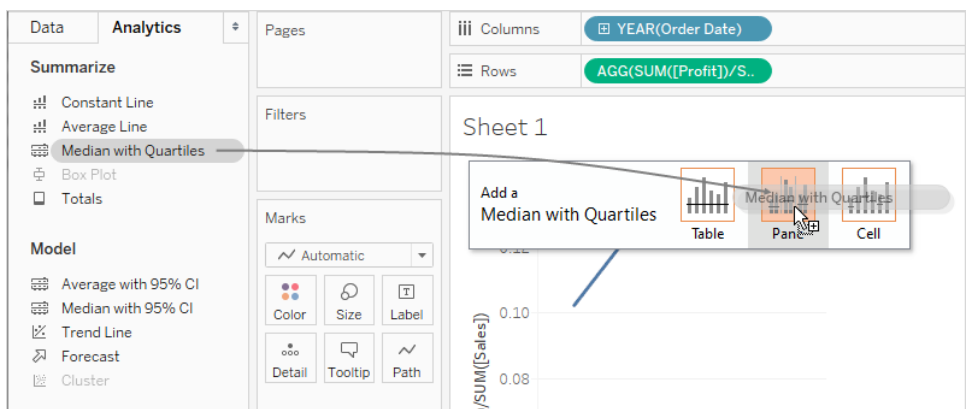 Data
Analytics
Pages
Columns
YEAR(Order Date)
Rows
AGG(SUM([Profit])/S..
Summarize
Constant Line
Average Line
Median with Quartiles
Box Plot
Totals
Model
Average with 95% CI
Median with 95% CI
Trend Line
Forecast
Cluster
Filters
Marks
Automatic
Color
Size
Label
Detail
Tooltip
Path
Sheet 1
Add a
Median with Quartiles
Table
Pane
Cell
Median with Quartiles
0.12
0.10
0.08
/SUM([Sales])